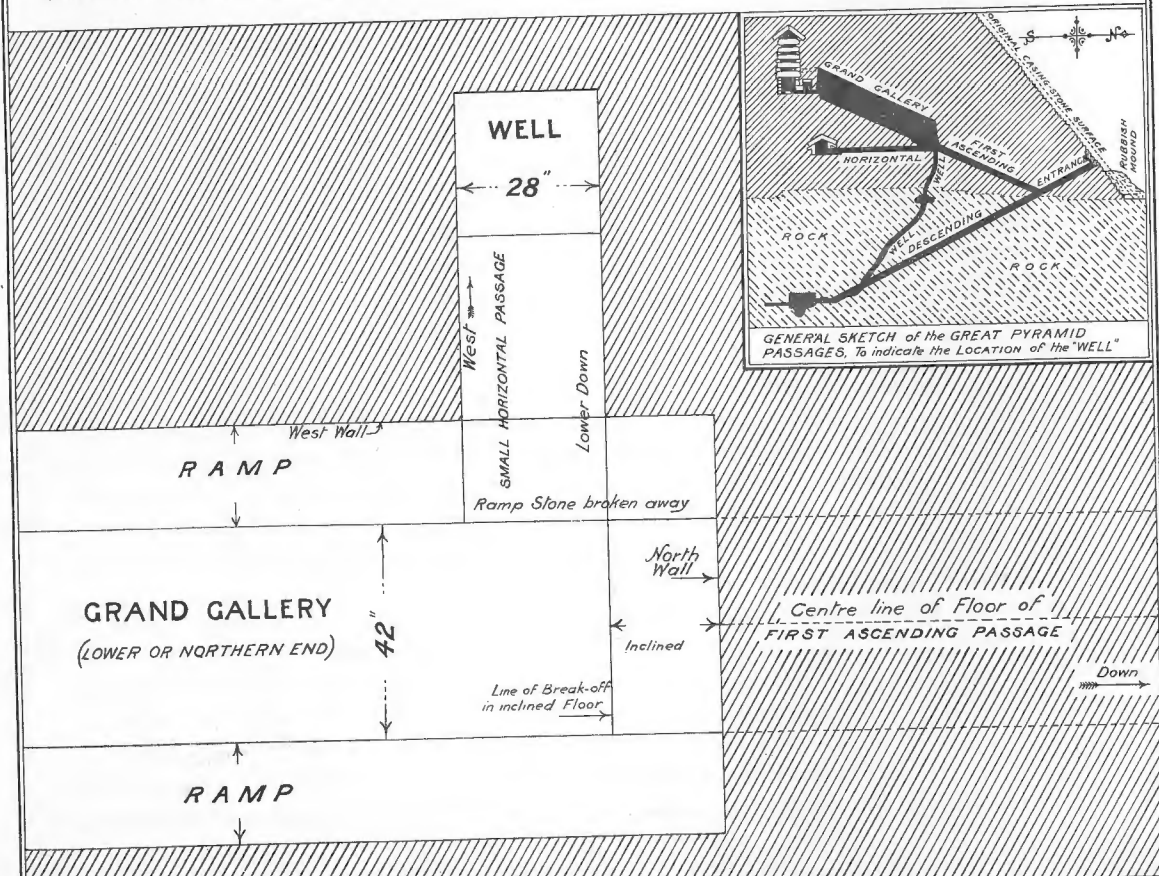 WELL
28"
West
SMALL HORIZONTAL PASSAGE
Lower Down
West Wall
RAMP
Ramp Stone broken away
GRAND GALLERY
(LOWER OR NORTHERN END)
42"
North
Wall
Inclined
Line of Break-off
in inclined Floor
Centre line of Floor of
FIRST ASCENDING PASSAGE
Down
RAMP
S N
ORIGINAL CASING-STONE SURFACE
RUBBISH
MOUND
GRAND GALLERY
FIRST
ASCENDING
HORIZONTAL
ENTRANCE
WELL
WELL
DESCENDING
ROCK
ROCK
GENERAL SKETCH of the GREAT PYRAMID
PASSAGES, To indicate the LOCATION of the "WELL"